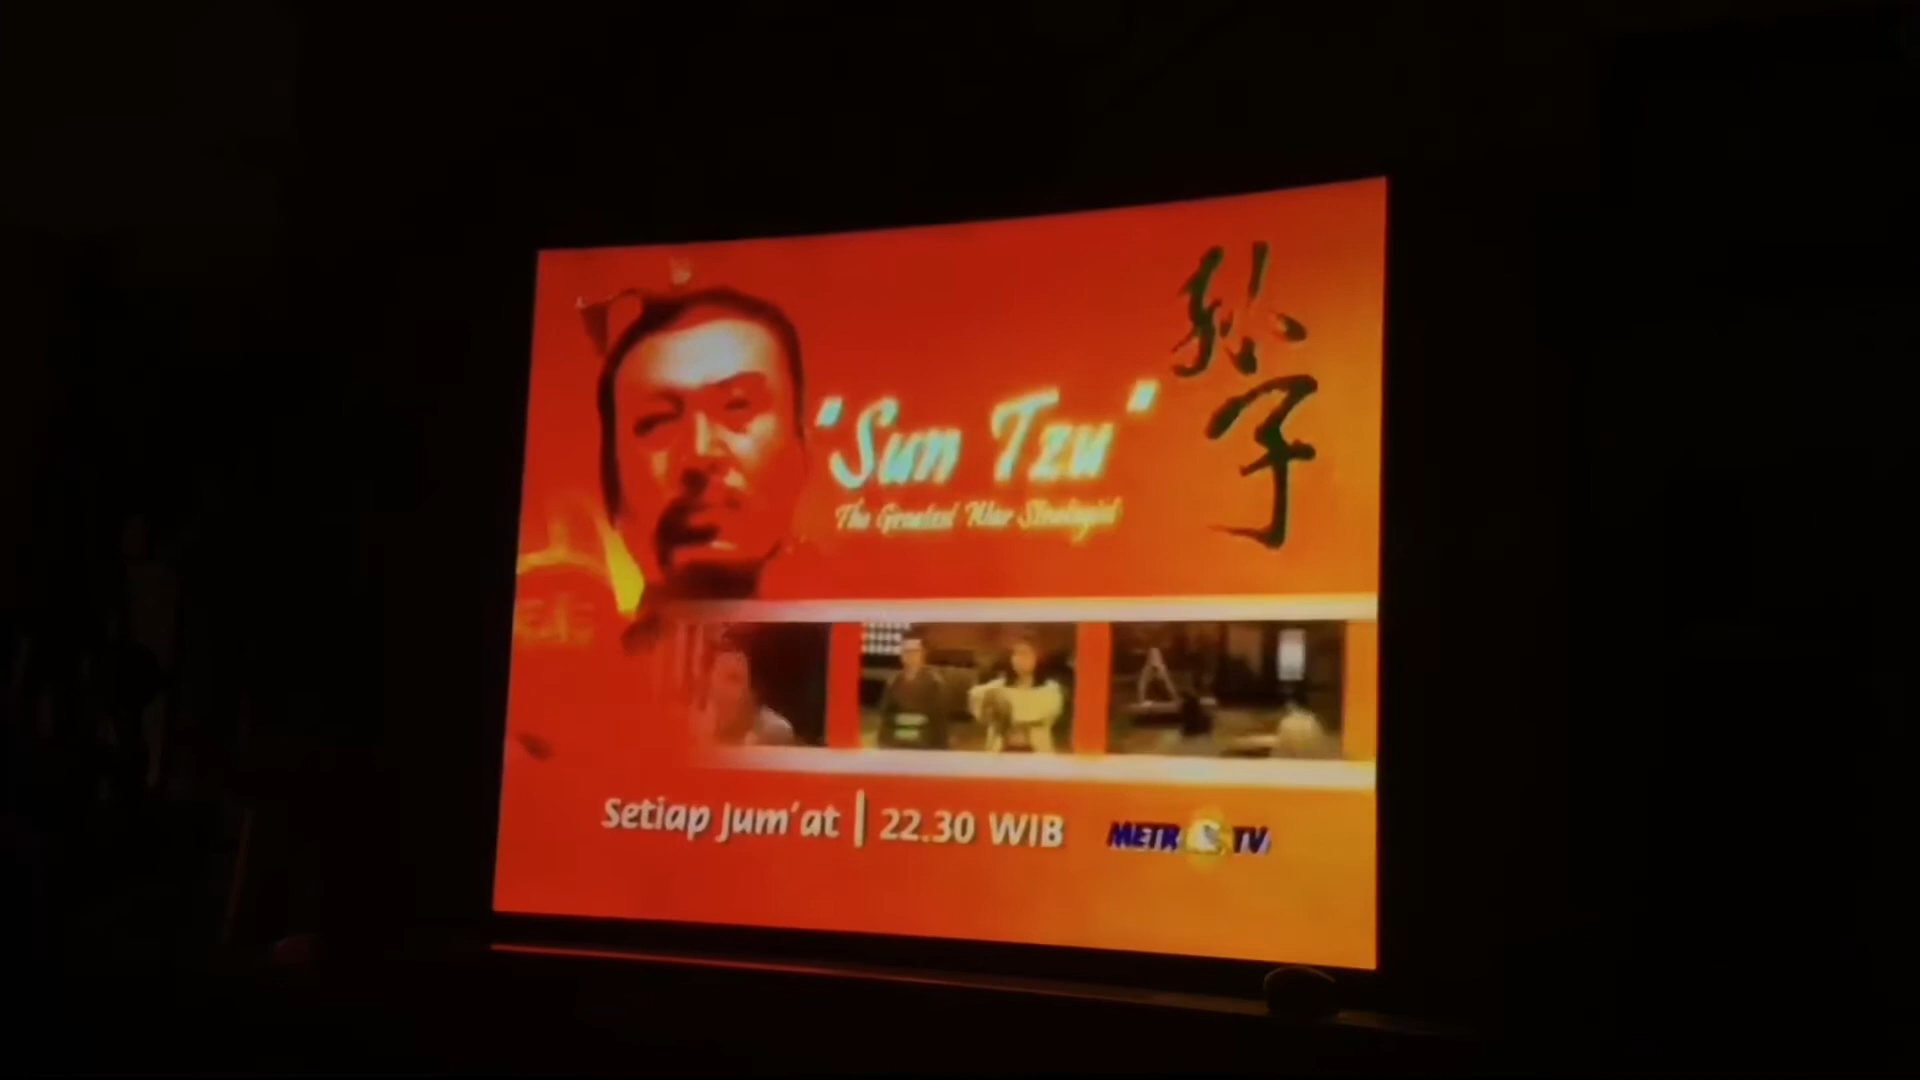 "Sun Tzu"
The Greatest War Strategist
孙
子
Setiap Jum'at | 22.30 WIB
METRO TV